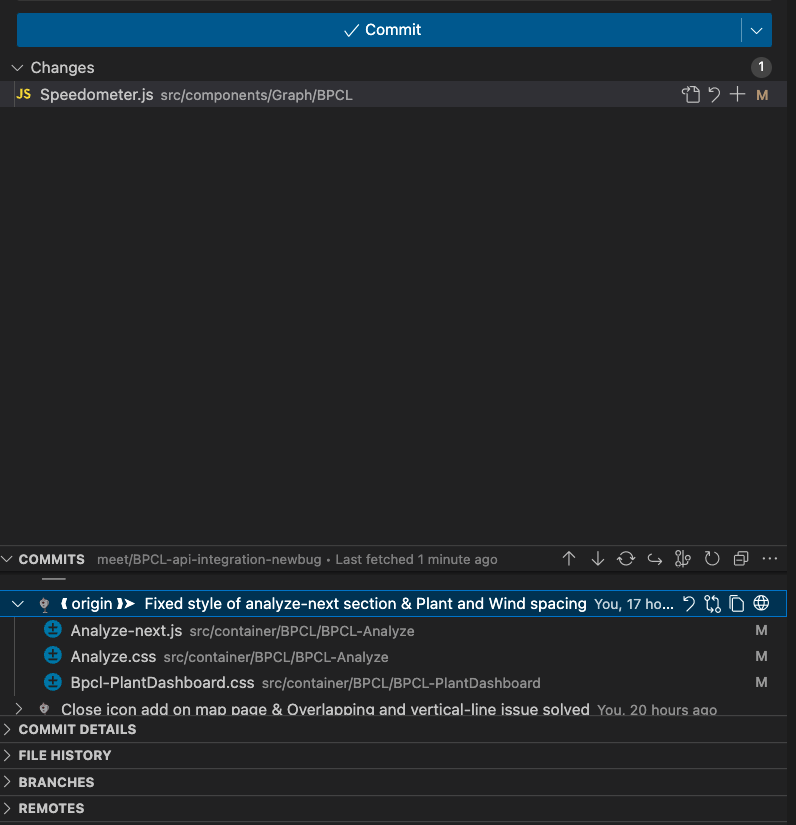 Commit
Changes 1
JS Speedometer.js src/components/Graph/BPCL M
COMMITS meet/BPCL-api-integration-newbug • Last fetched 1 minute ago
origin Fixed style of analyze-next section & Plant and Wind spacing You, 17 ho...
Analyze-next.js src/container/BPCL/BPCL-Analyze M
Analyze.css src/container/BPCL/BPCL-Analyze M
Bpcl-PlantDashboard.css src/container/BPCL/BPCL-PlantDashboard M
Close icon add on map page & Overlapping and vertical-line issue solved You, 20 hours ago
COMMIT DETAILS
FILE HISTORY
BRANCHES
REMOTES